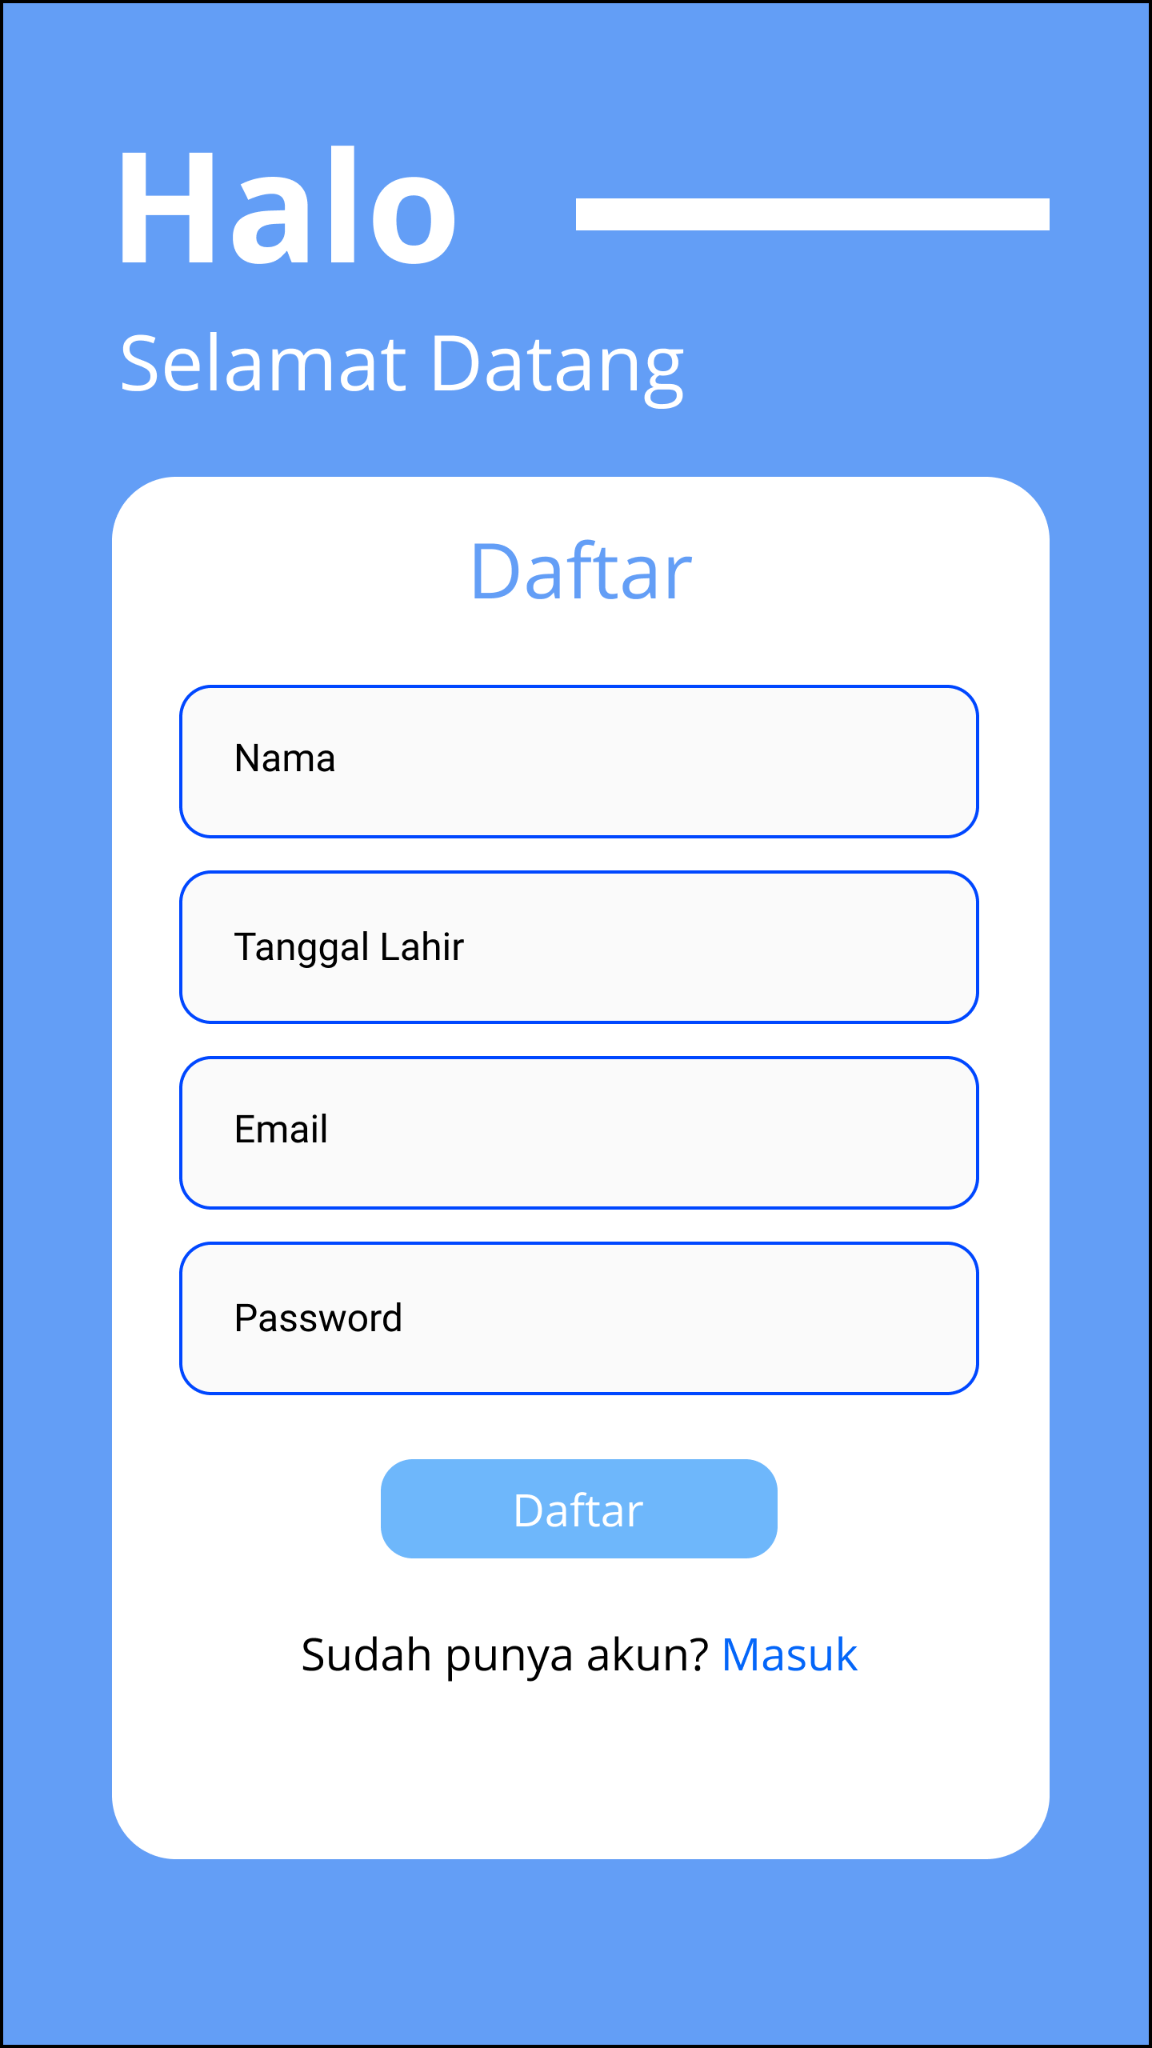 Halo
Selamat Datang
Daftar
Nama
Tanggal Lahir
Email
Password
Daftar
Sudah punya akun? Masuk